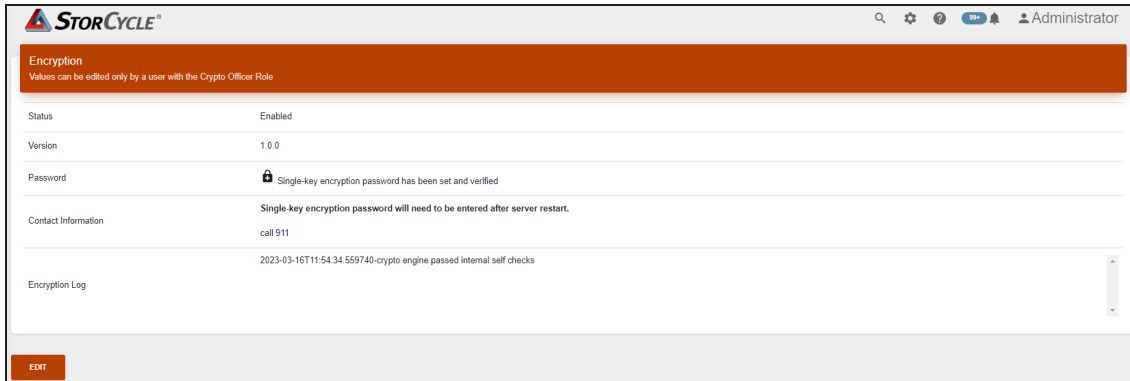 STORCYCLE®
99+
Administrator
Encryption
Values can be edited only by a user with the Crypto Officer Role
Status Enabled
Version 1.0.0
Password Single-key encryption password has been set and verified
Contact Information Single-key encryption password will need to be entered after server restart.
call 911
Encryption Log 2023-03-16T11:54:34.559740-crypto engine passed internal self checks
EDIT